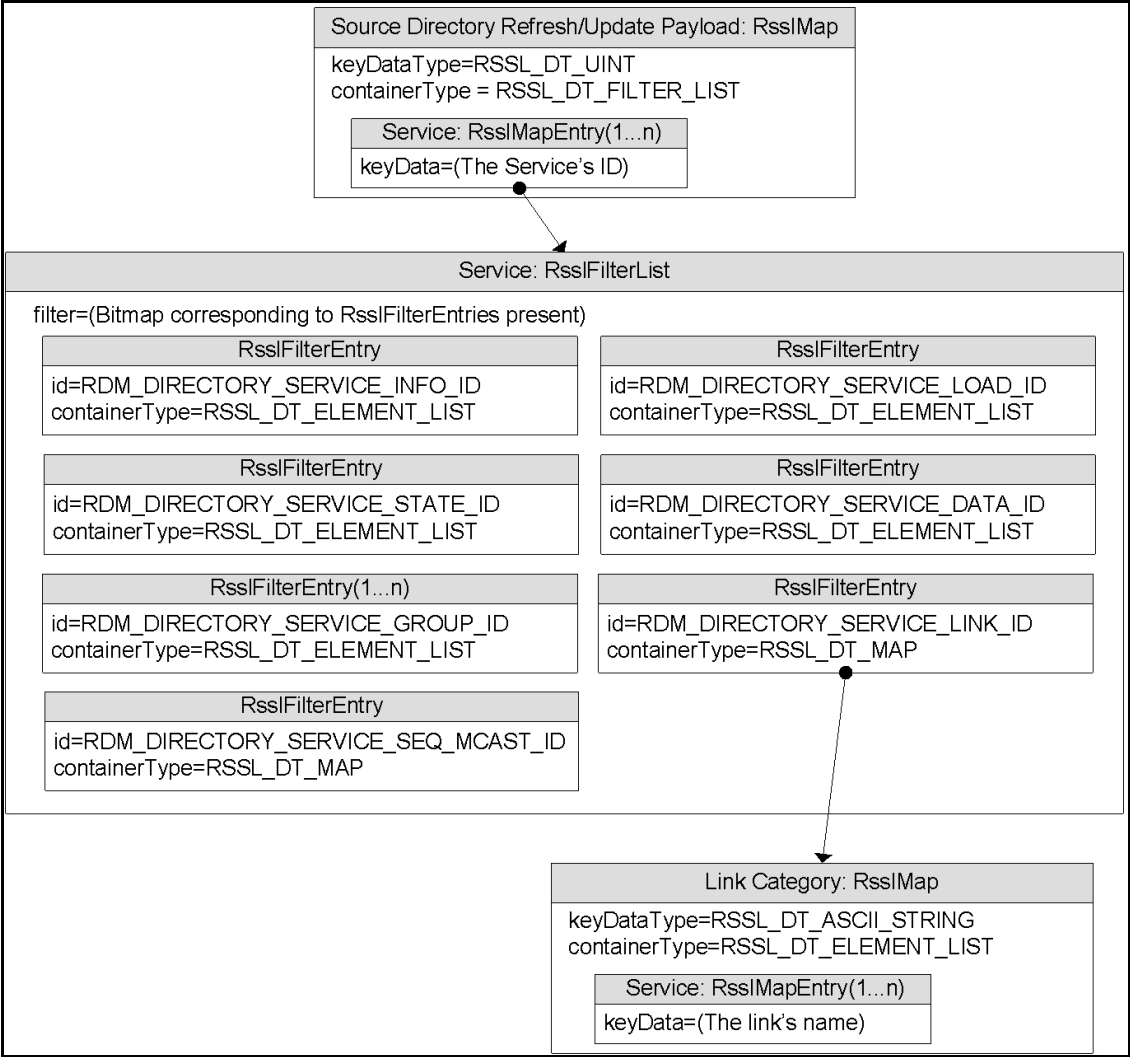 Source Directory Refresh/Update Payload: RsslMap
keyDataType=RSSL_DT_UINT
containerType = RSSL_DT_FILTER_LIST
Service: RsslMapEntry(1...n)
keyData=(The Service's ID)
Service: RsslFilterList
filter=(Bitmap corresponding to RsslFilterEntries present)
RsslFilterEntry
id=RDM_DIRECTORY_SERVICE_INFO_ID
containerType=RSSL_DT_ELEMENT_LIST
RsslFilterEntry
id=RDM_DIRECTORY_SERVICE_LOAD_ID
containerType=RSSL_DT_ELEMENT_LIST
RsslFilterEntry
id=RDM_DIRECTORY_SERVICE_STATE_ID
containerType=RSSL_DT_ELEMENT_LIST
RsslFilterEntry
id=RDM_DIRECTORY_SERVICE_DATA_ID
containerType=RSSL_DT_ELEMENT_LIST
RsslFilterEntry(1...n)
id=RDM_DIRECTORY_SERVICE_GROUP_ID
containerType=RSSL_DT_ELEMENT_LIST
RsslFilterEntry
id=RDM_DIRECTORY_SERVICE_LINK_ID
containerType=RSSL_DT_MAP
RsslFilterEntry
id=RDM_DIRECTORY_SERVICE_SEQ_MCAST_ID
containerType=RSSL_DT_MAP
Link Category: RsslMap
keyDataType=RSSL_DT_ASCII_STRING
containerType=RSSL_DT_ELEMENT_LIST
Service: RsslMapEntry(1...n)
keyData=(The link's name)